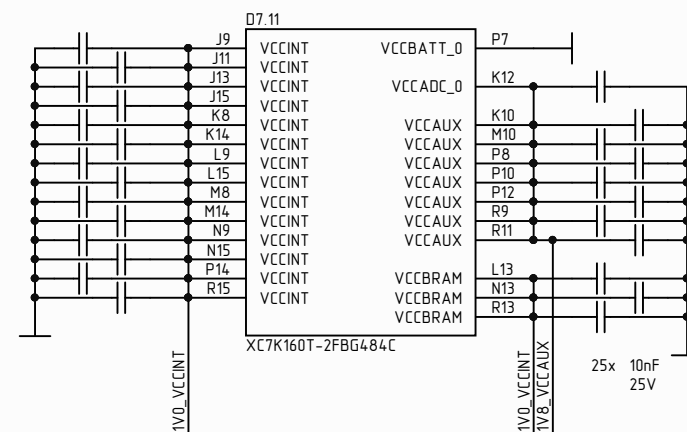 D7.11
J9 VCCINT VCCBATT_0 P7
J11 VCCINT
J13 VCCINT VCCADC_0 K12
J15 VCCINT
K8 VCCINT VCCAUX K10
K14 VCCINT VCCAUX M10
L9 VCCINT VCCAUX P8
L15 VCCINT VCCAUX P10
M8 VCCINT VCCAUX P12
M14 VCCINT VCCAUX R9
N9 VCCINT VCCAUX R11
N15 VCCINT
P14 VCCINT VCCBRAM L13
R15 VCCINT VCCBRAM N13
VCCBRAM R13
XC7K160T-2FBG484C
1V0_VCCINT
1V0_VCCINT
1V8_VCCAUX
25x 10nF
25V